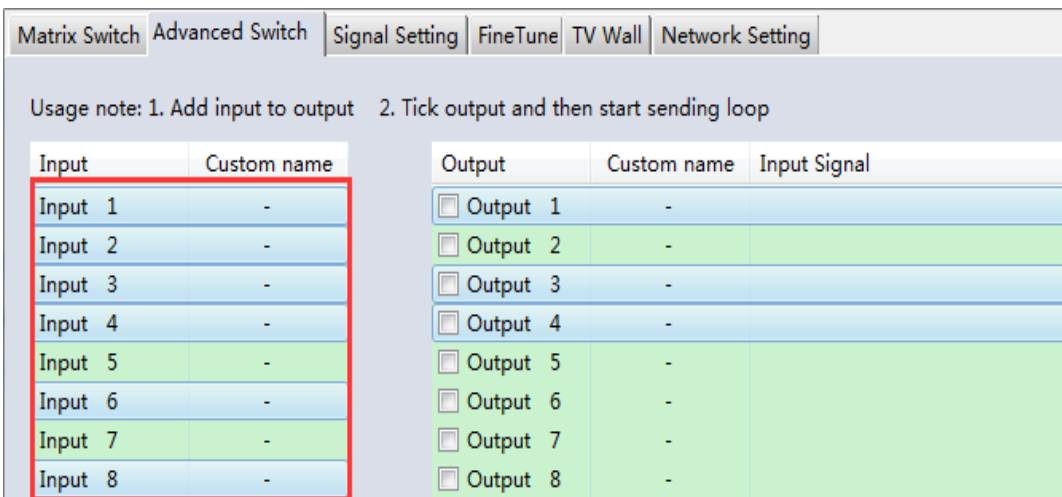 Matrix Switch Advanced Switch Signal Setting FineTune TV Wall Network Setting
Usage note: 1. Add input to output 2. Tick output and then start sending loop
Input Custom name Output Custom name Input Signal
Input 1 - Output 1 -
Input 2 - Output 2 -
Input 3 - Output 3 -
Input 4 - Output 4 -
Input 5 - Output 5 -
Input 6 - Output 6 -
Input 7 - Output 7 -
Input 8 - Output 8 -